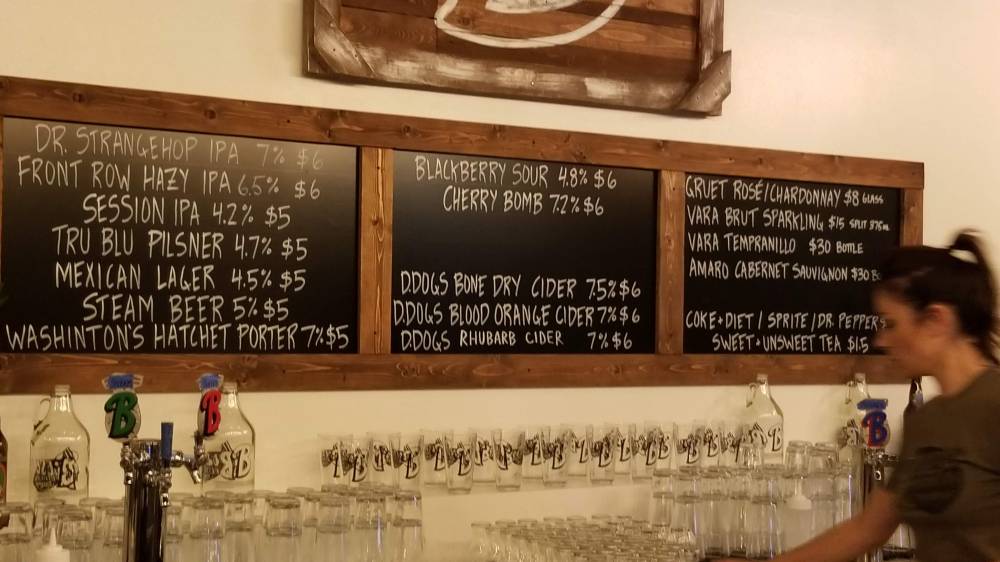 DR. STRANGEHOP IPA 7% $6
FRONT ROW HAZY IPA 6.5% $6
SESSION IPA 4.2% $5
TRU BLU PILSNER 4.7% $5
MEXICAN LAGER 4.5% $5
STEAM BEER 5% $5
WASHINTON'S HATCHET PORTER 7% $5
BLACKBERRY SOUR 4.8% $6
CHERRY BOMB 7.2% $6
D.DOGS BONE DRY CIDER 7.5% $6
D.DOGS BLOOD ORANGE CIDER 7% $6
D.DOGS RHUBARB CIDER 7% $6
GRUET ROSÉ/CHARDONNAY $8 GLASS
VARA BRUT SPARKLING $15 SPLIT 375mL
VARA TEMPRANILLO $30 BOTTLE
AMARO CABERNET SAUVIGNON $30
COKE + DIET / SPRITE / DR. PEPPER
SWEET + UNSWEET TEA $1.5
B
B
B